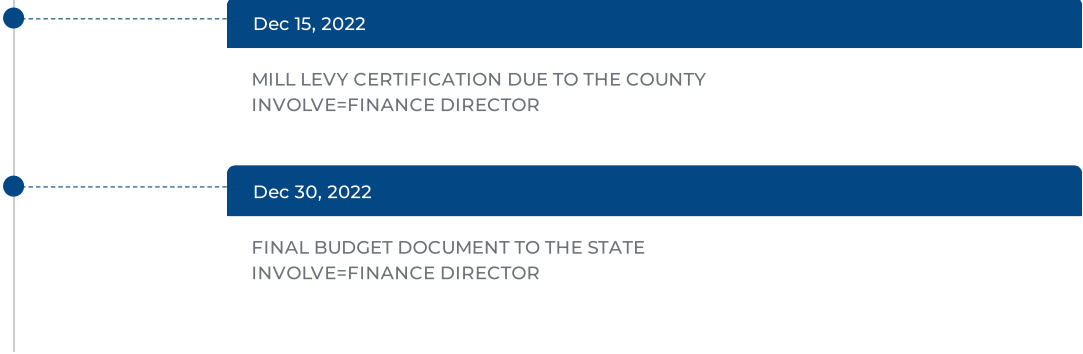 Dec 15, 2022
MILL LEVY CERTIFICATION DUE TO THE COUNTY
INVOLVE=FINANCE DIRECTOR
Dec 30, 2022
FINAL BUDGET DOCUMENT TO THE STATE
INVOLVE=FINANCE DIRECTOR